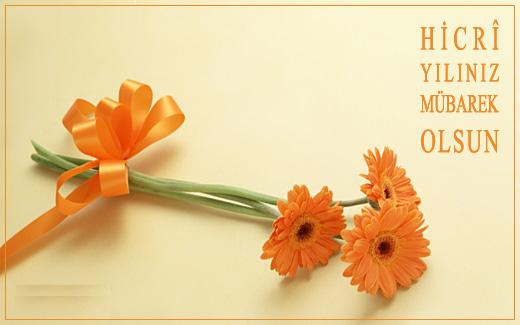 HİCRÎ
YILINIZ
MÜBAREK
OLSUN